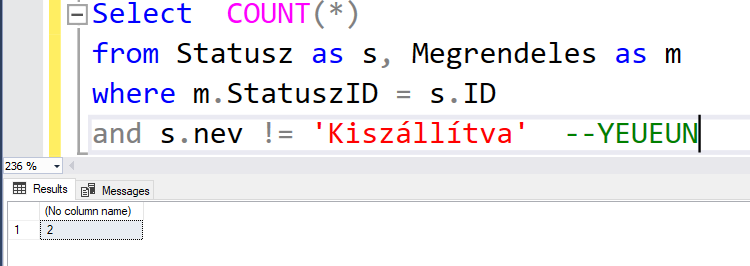 Select  COUNT(*)
from Statusz as s, Megrendeles as m
where m.StatuszID = s.ID
and s.nev != 'Kiszállítva'  --YEUEUN
236 %
Results Messages
(No column name)
1 2